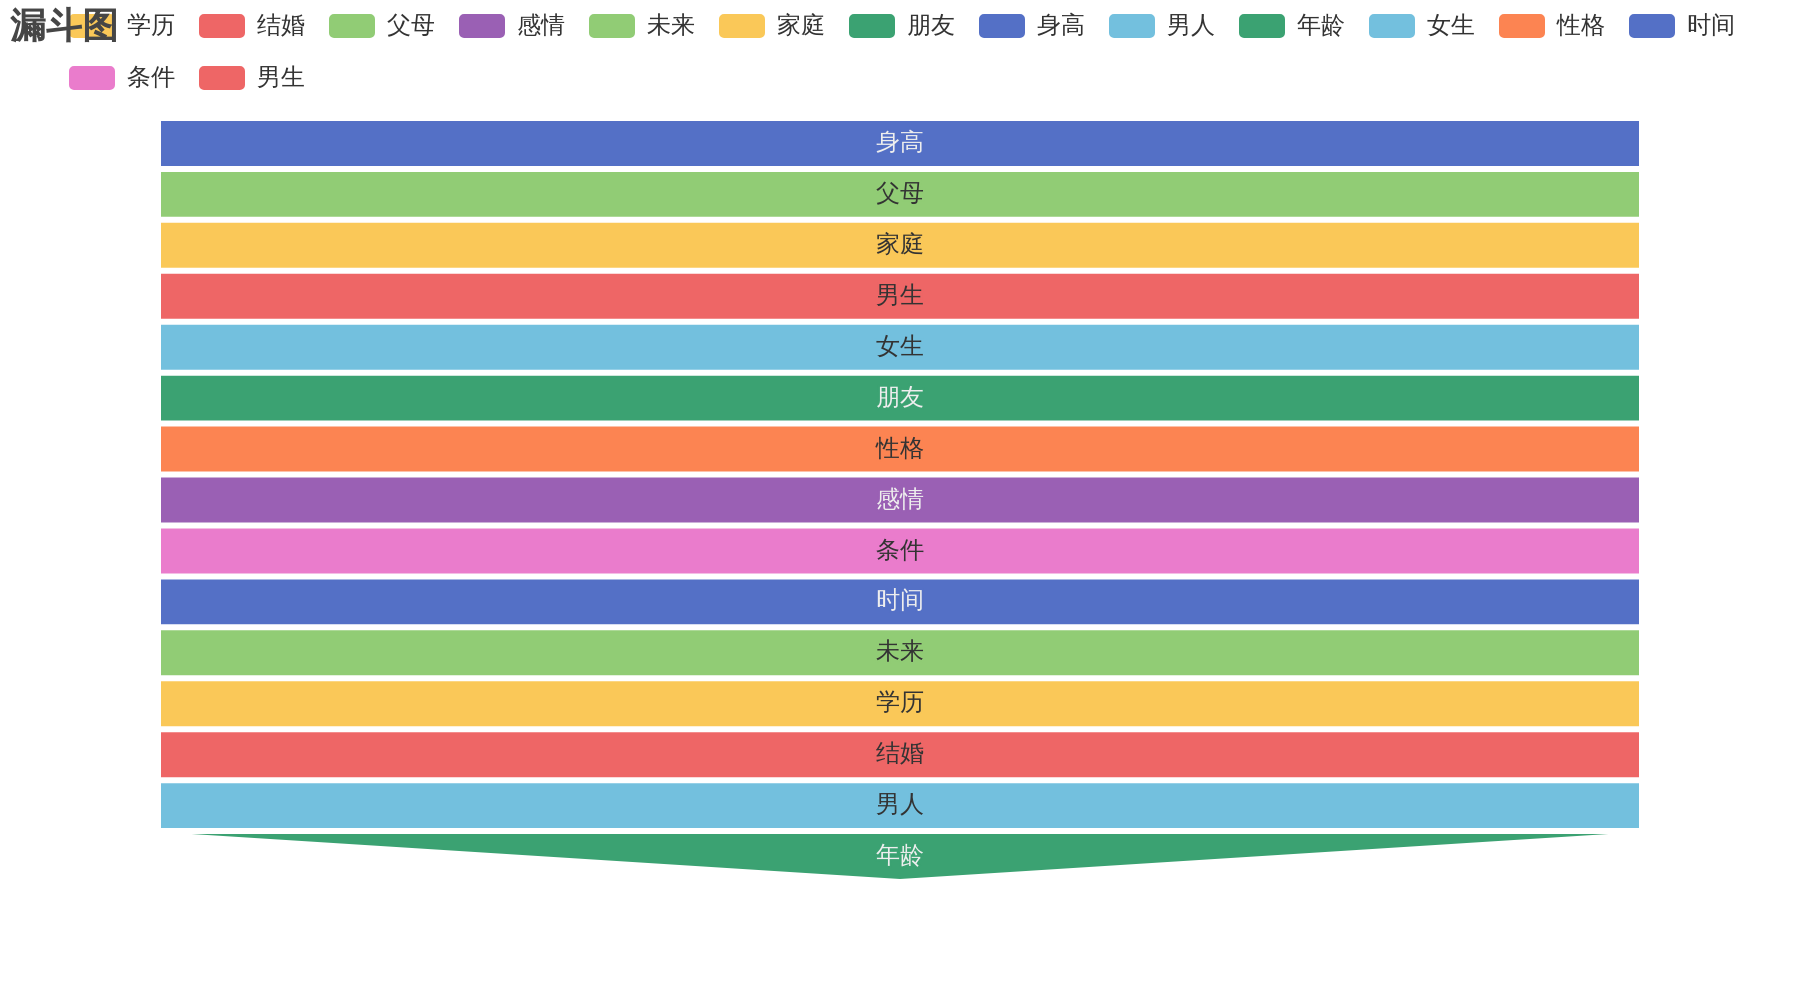 漏斗图 学历 结婚 父母 感情 未来 家庭 朋友 身高 男人 年龄 女生 性格 时间
条件 男生
身高
父母
家庭
男生
女生
朋友
性格
感情
条件
时间
未来
学历
结婚
男人
年龄